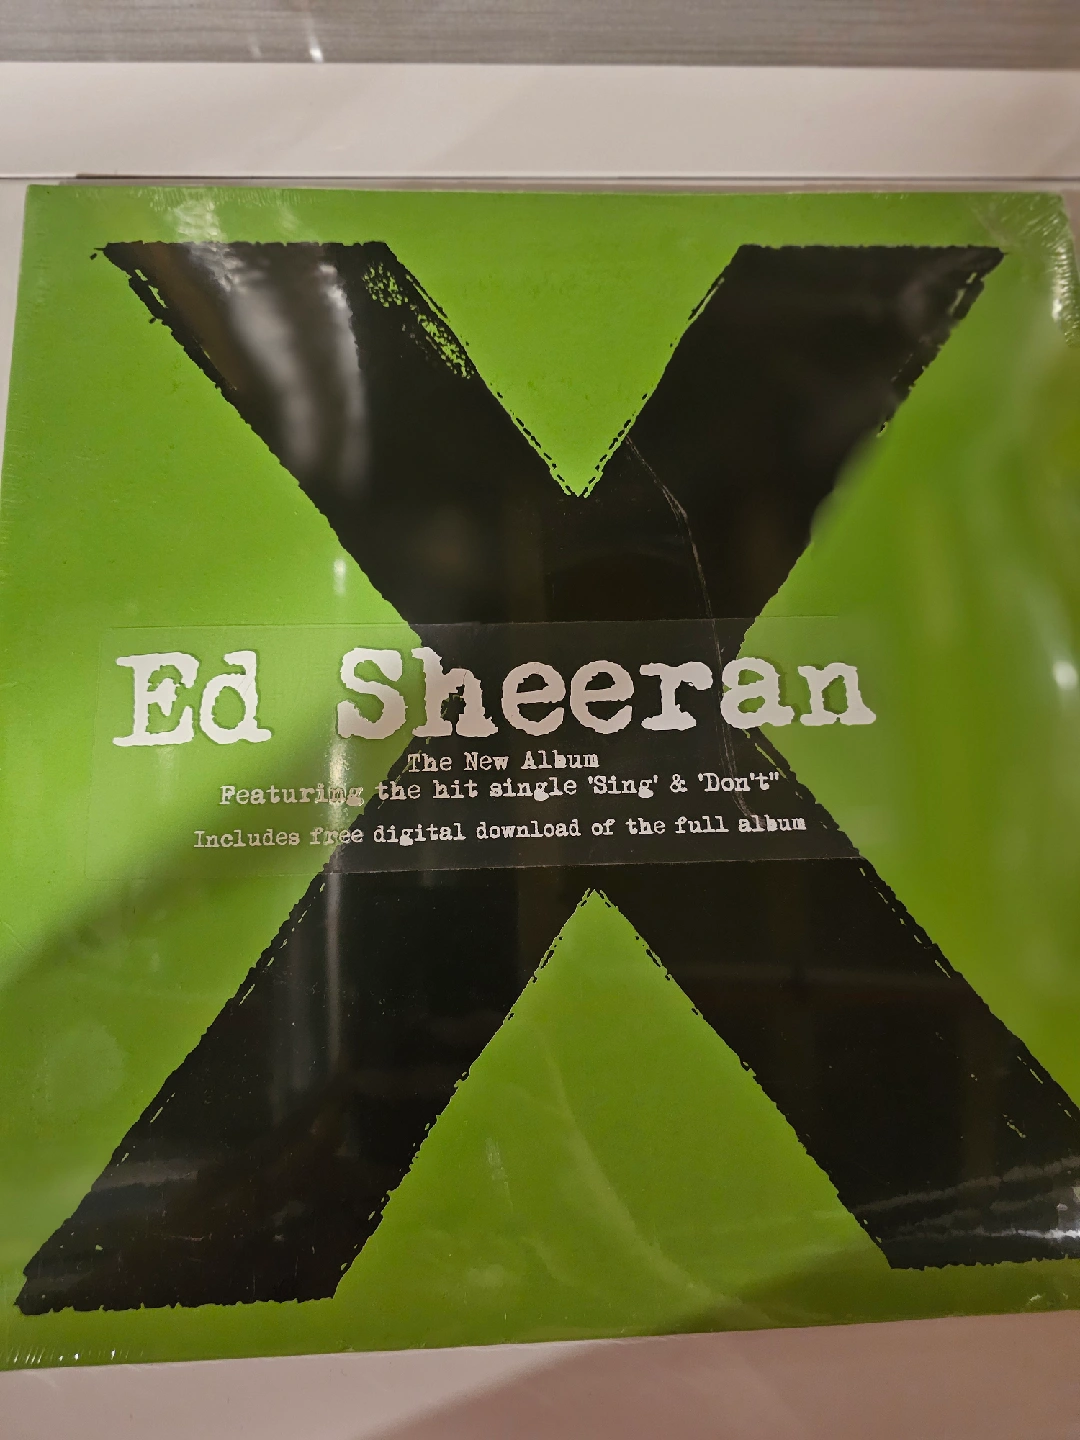 X
Ed Sheeran
The New Album
Featuring the hit single 'Sing' & 'Don't"
Includes free digital download of the full album